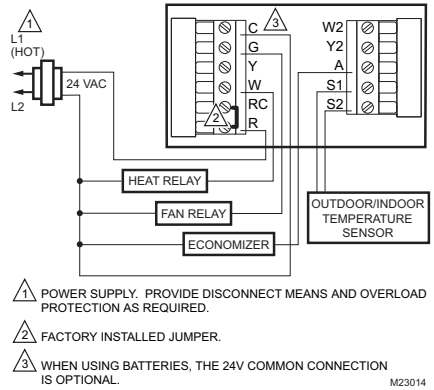 1
L1
(HOT)
24 VAC
L2
C
G
Y
W
RC
R
3
2
W2
Y2
A
S1
S2
HEAT RELAY
FAN RELAY
ECONOMIZER
OUTDOOR/INDOOR
TEMPERATURE
SENSOR
1 POWER SUPPLY. PROVIDE DISCONNECT MEANS AND OVERLOAD
PROTECTION AS REQUIRED.
2 FACTORY INSTALLED JUMPER.
3 WHEN USING BATTERIES, THE 24V COMMON CONNECTION
IS OPTIONAL.
M23014